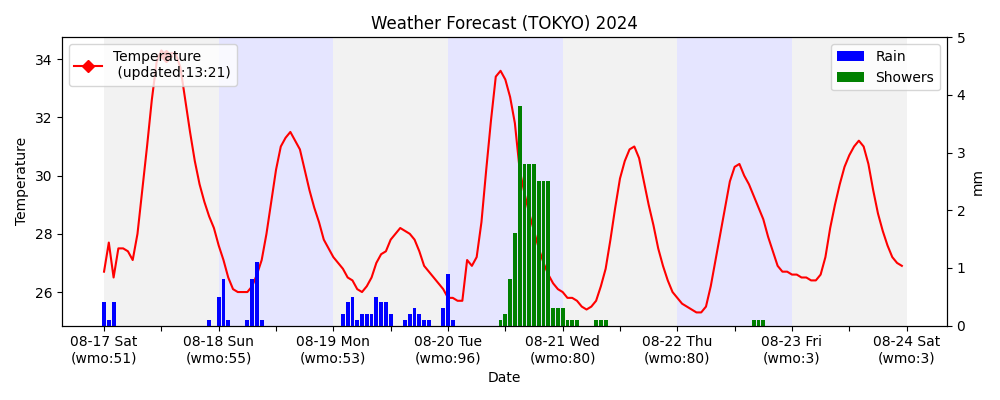 Weather Forecast (TOKYO) 2024
Temperature
(updated:13:21)
Rain
Showers
Temperature
34
32
30
28
26
5
4
3
2
1
0
mm
08-17 Sat 08-18 Sun 08-19 Mon 08-20 Tue 08-21 Wed 08-22 Thu 08-23 Fri 08-24 Sat
(wmo:51) (wmo:55) (wmo:53) (wmo:96) (wmo:80) (wmo:80) (wmo:3) (wmo:3)
Date